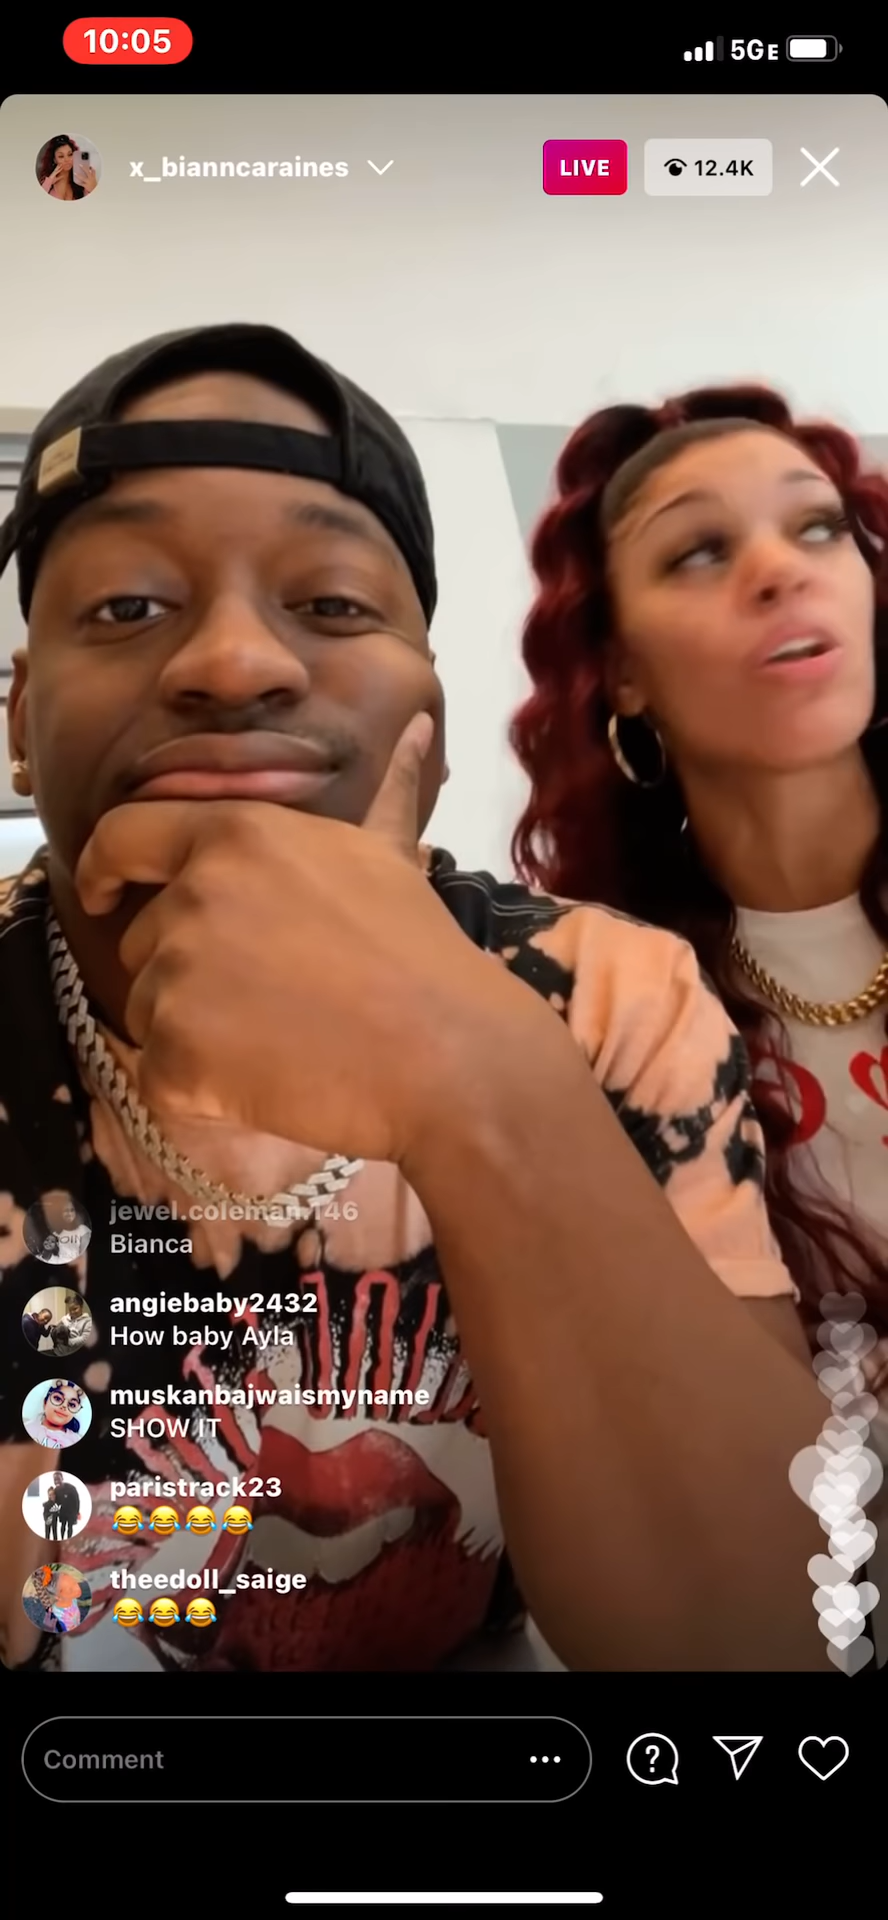 10:05
5GE
x_bianncaraines
LIVE
12.4K
jewel.coleman.146
Bianca
angiebaby2432
How baby Ayla
muskanbajwaismyname
SHOW IT
paristrack23
😂😂😂😂
theedoll_saige
😂😂😂
Comment